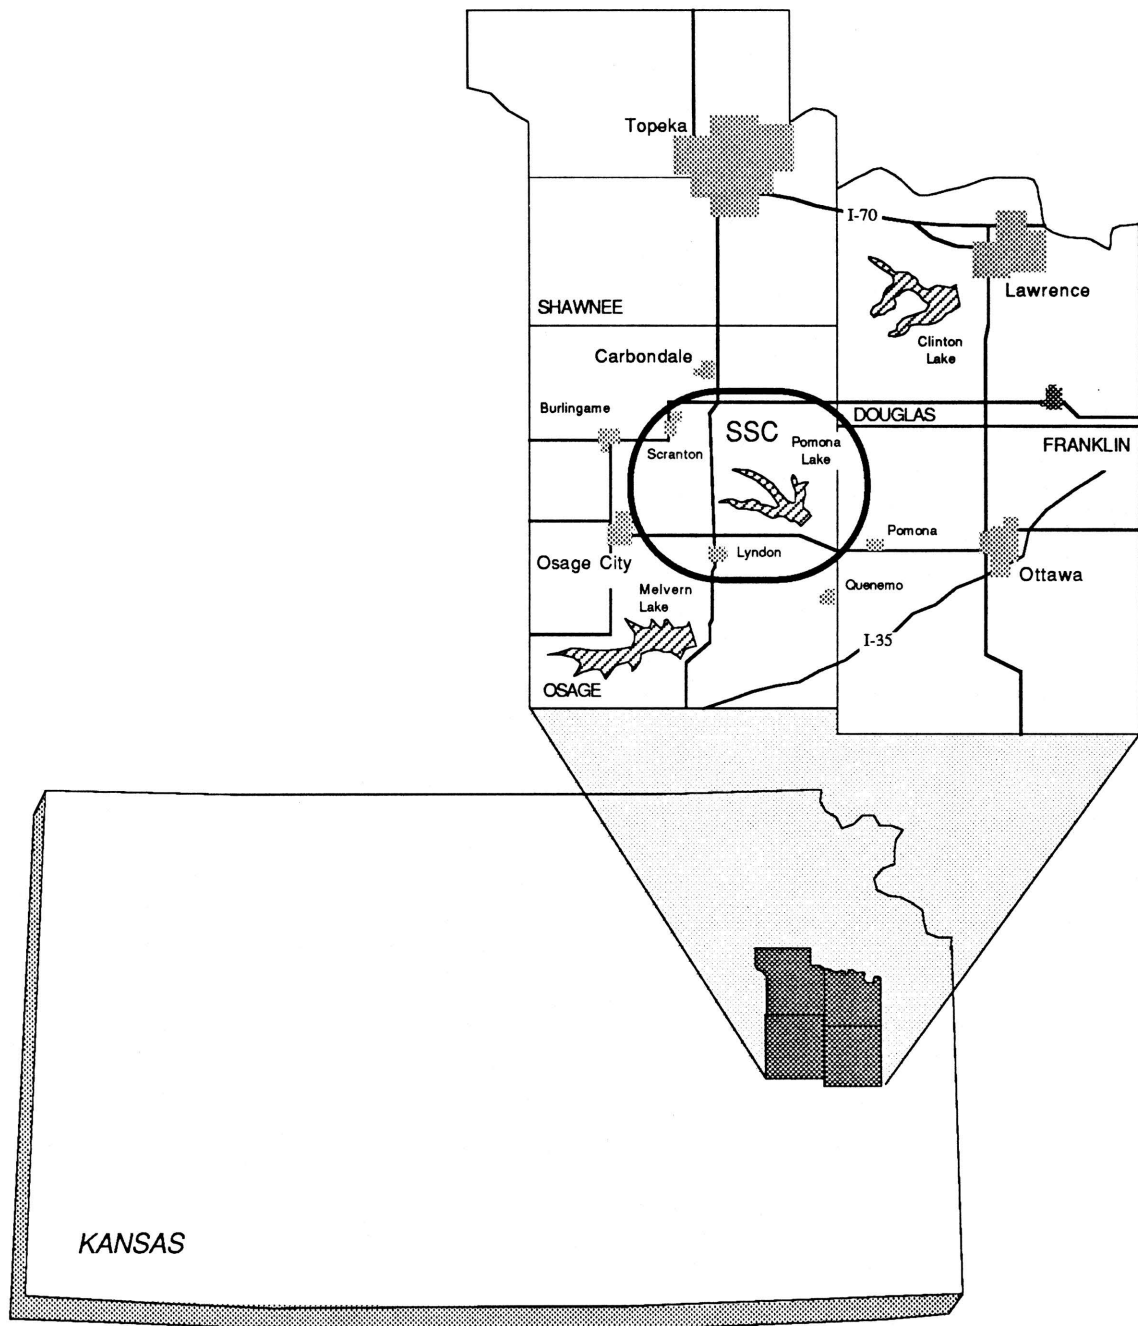 Topeka
I-70
Lawrence
SHAWNEE
Clinton
Lake
Carbondale
Burlingame
DOUGLAS
SSC
Pomona
Lake
FRANKLIN
Scranton
Pomona
Osage City
Lyndon
Ottawa
Melvern
Lake
Quenemo
I-35
OSAGE
KANSAS